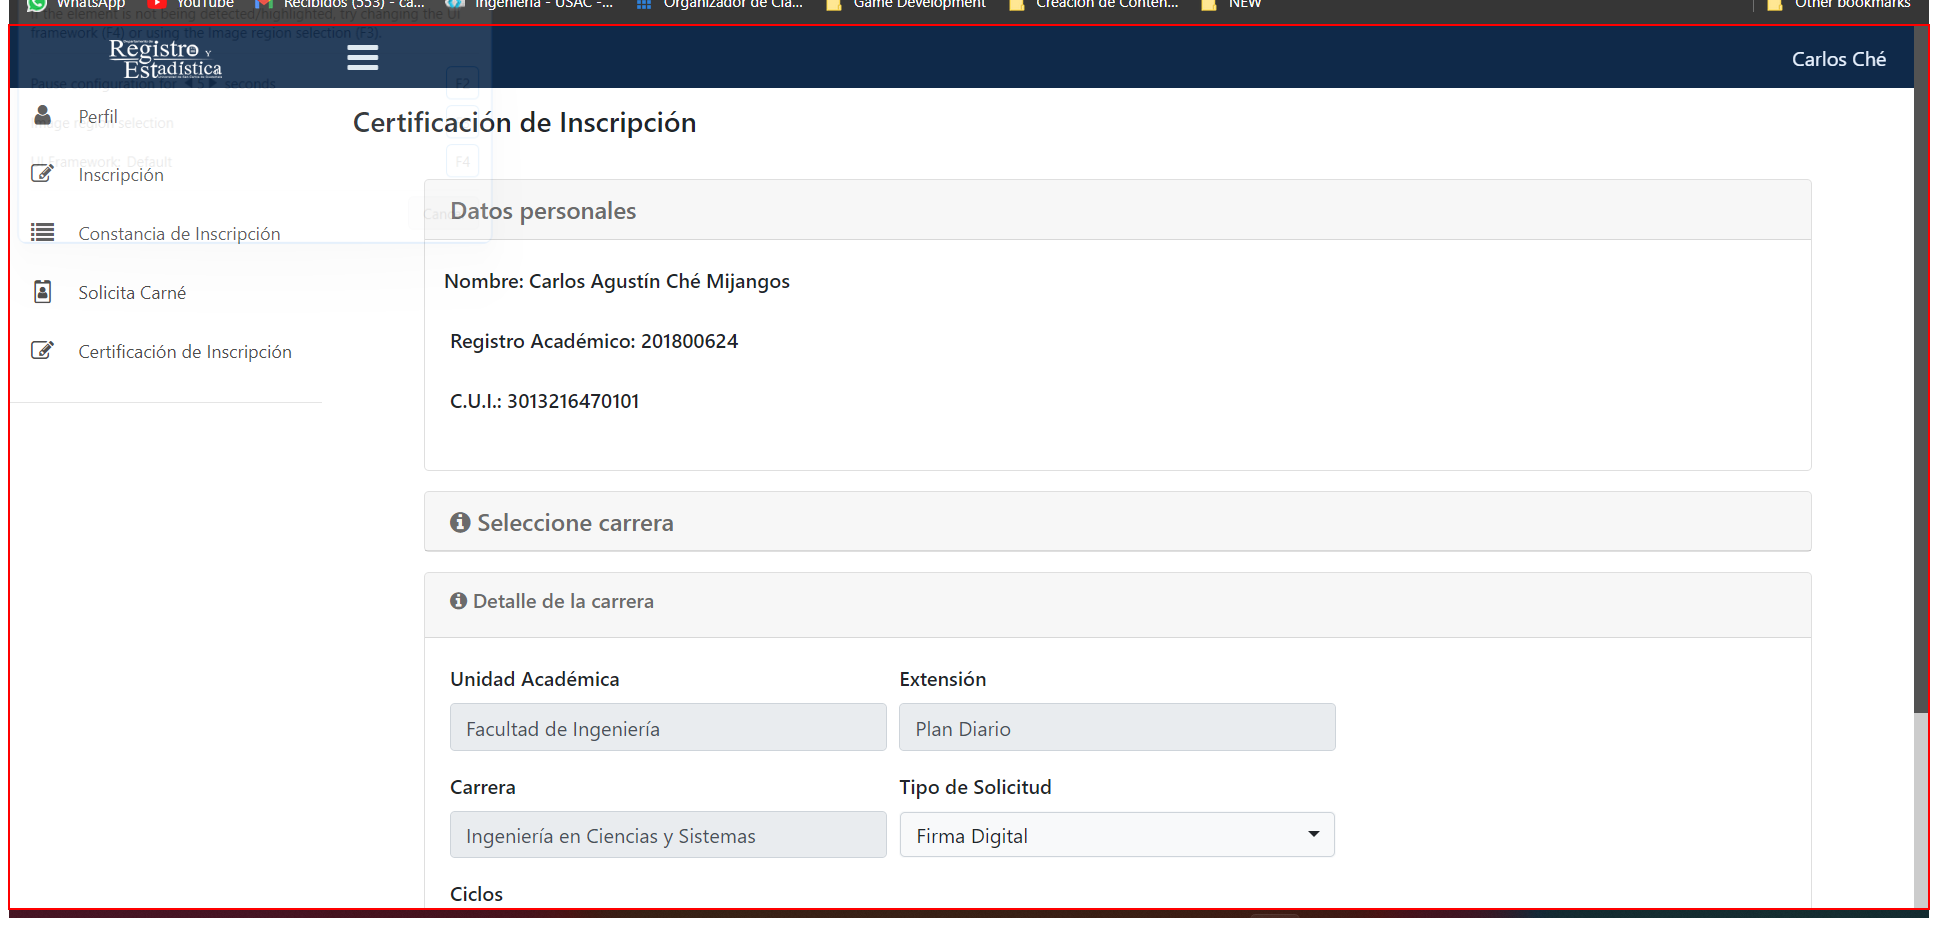 WhatsApp YouTube Recibidos (553) - ca... Ingeniería - USAC -... Organizador de Cla... Game Development Creación de Conten... NEW Other bookmarks
If the element is not being detected/highlighted, try changing the UI
framework (F4) or using the Image region selection (F3).
Registro Y
Estadística
Carlos Ché
Pause configuration for 5 seconds F2
Perfil
Image region selection
Certificación de Inscripción
UI Framework: Default F4
Inscripción
Datos personales
Constancia de Inscripción
Nombre: Carlos Agustín Ché Mijangos
Solicita Carné
Registro Académico: 201800624
Certificación de Inscripción
C.U.I.: 3013216470101
Seleccione carrera
Detalle de la carrera
Unidad Académica Extensión
Facultad de Ingeniería Plan Diario
Carrera Tipo de Solicitud
Ingeniería en Ciencias y Sistemas Firma Digital
Ciclos